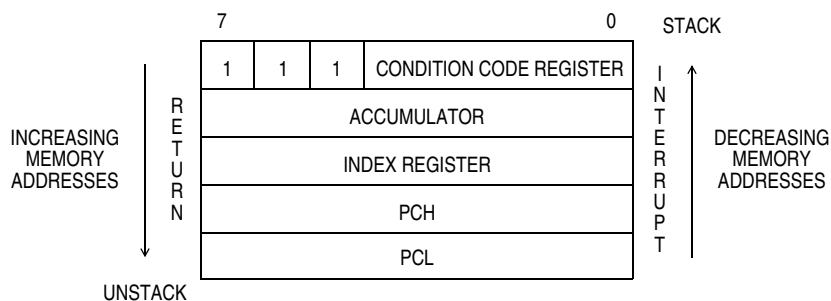 7 0 STACK
1 1 1 CONDITION CODE REGISTER
ACCUMULATOR
INDEX REGISTER
PCH
PCL
INCREASING
MEMORY
ADDRESSES
RETURN
INTERRUPT
DECREASING
MEMORY
ADDRESSES
UNSTACK